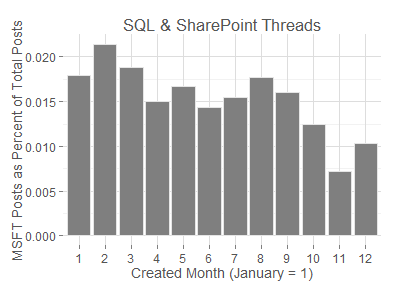 SQL & SharePoint Threads
MSFT Posts as Percent of Total Posts
0.020
0.015
0.010
0.005
0.000
1 2 3 4 5 6 7 8 9 10 11 12
Created Month (January = 1)